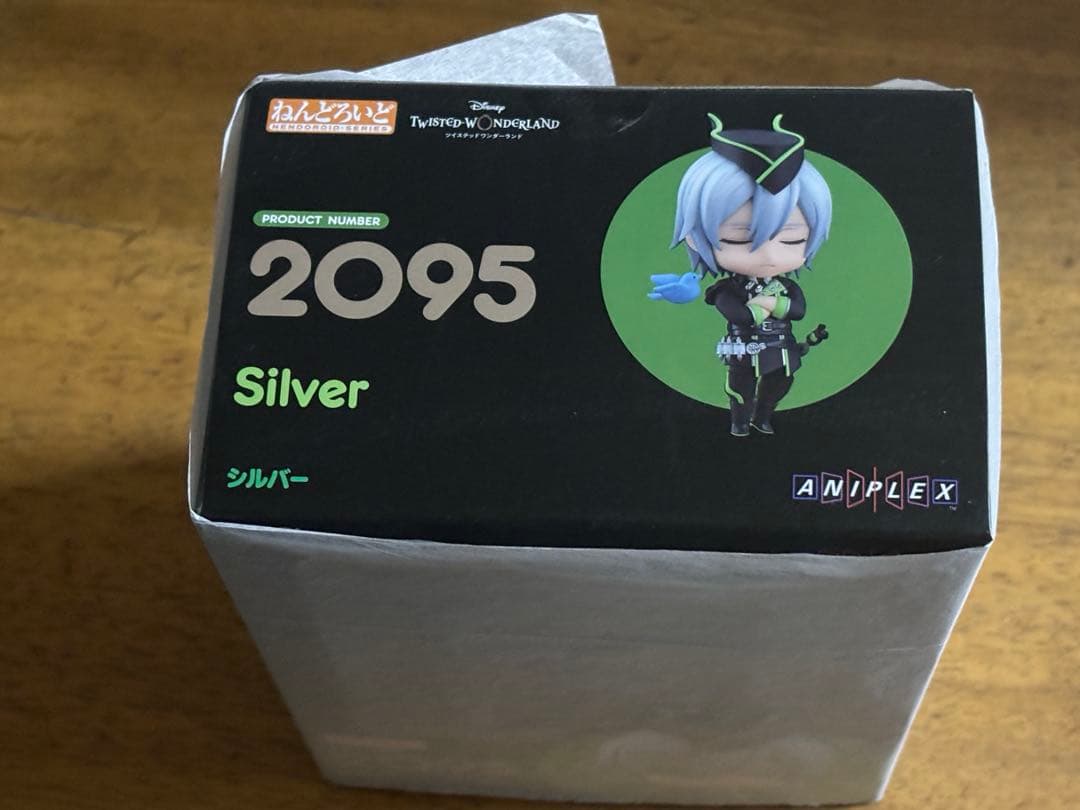 ねんどろいど
NENDOROID·SERIES
Disney
TWISTED-WONDERLAND
ツイステッドワンダーランド
PRODUCT NUMBER
2095
Silver
シルバー
ANIPLEX
TM